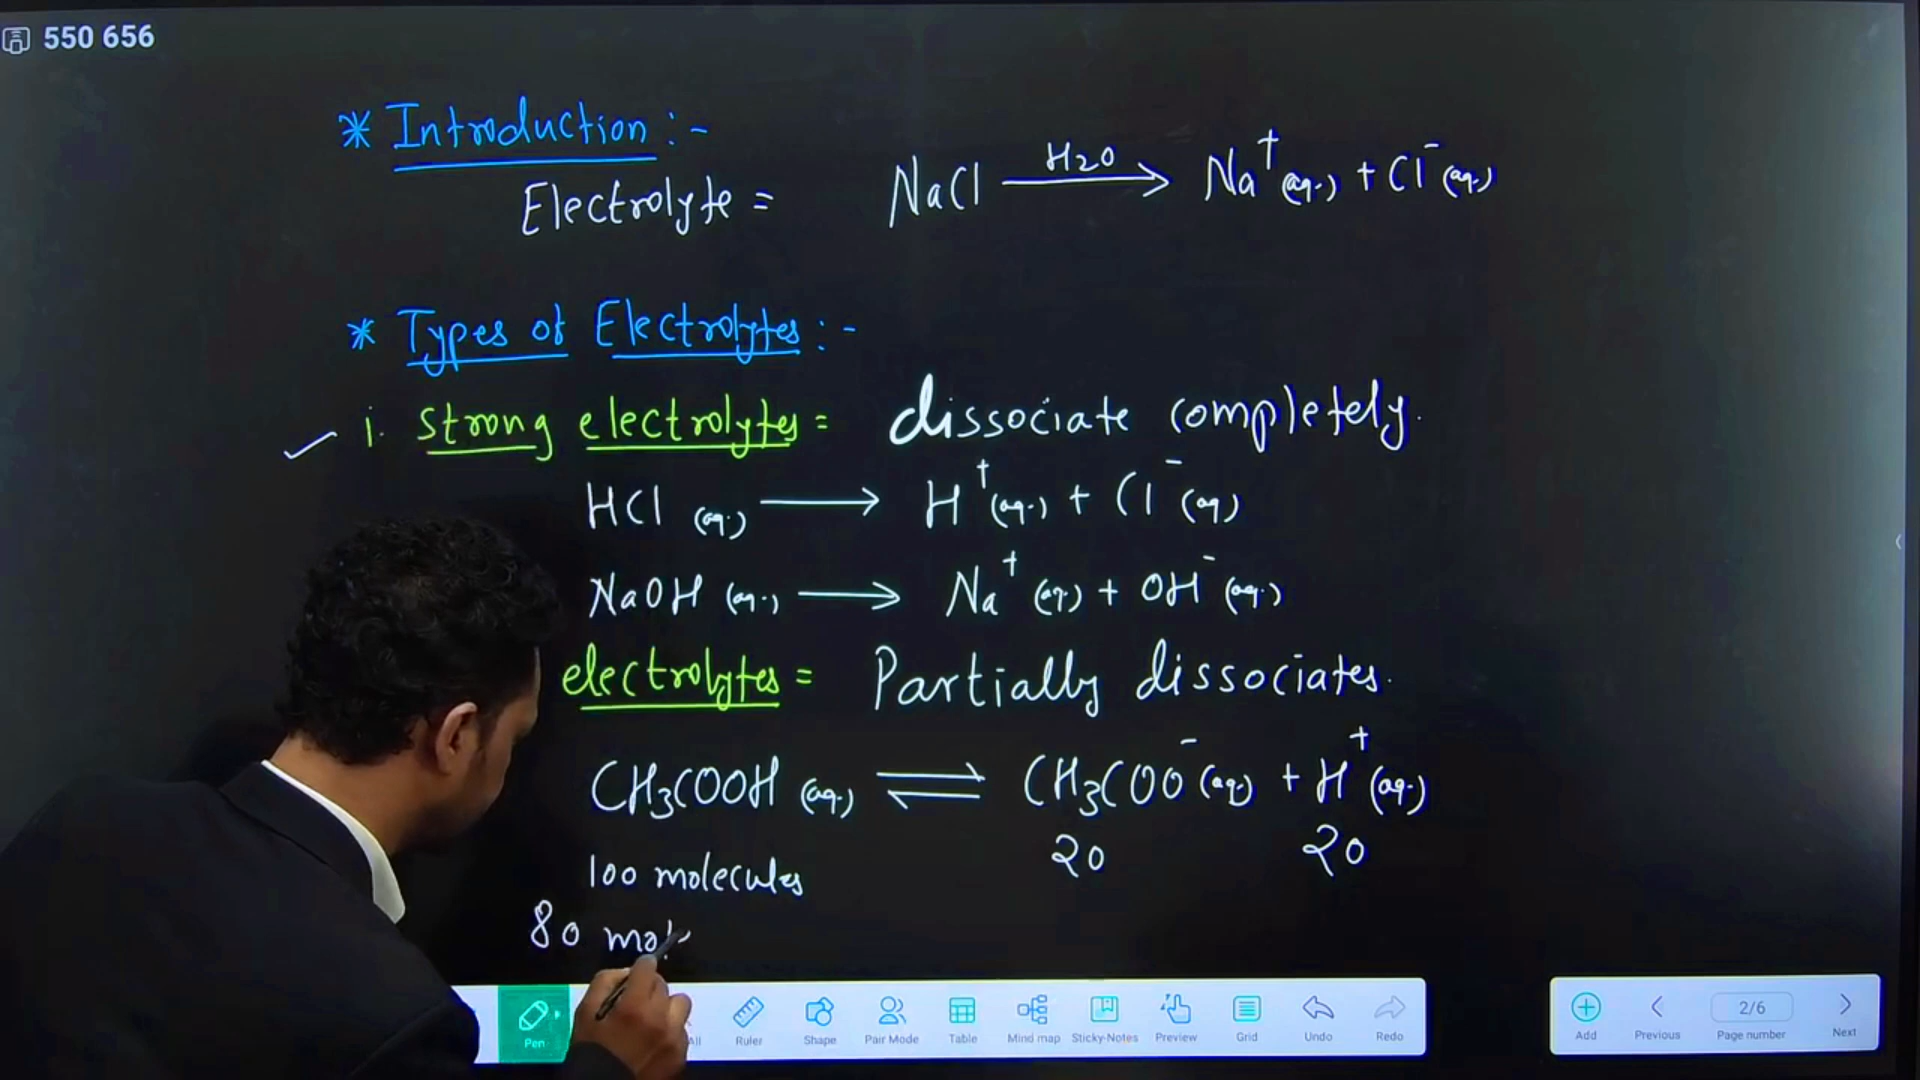 550 656
* Introduction :-
Electrolyte = NaCl H2O → Na⁺(aq.) + Cl⁻(aq.)
* Types of Electrolytes :-
i. strong electrolytes = dissociate completely.
HCl (aq.) → H⁺(aq.) + Cl⁻(aq)
NaOH (aq.) → Na⁺(aq.) + OH⁻(aq.)
electrolytes = Partially dissociates.
CH3COOH (aq.) ⇌ CH3COO⁻(aq) + H⁺(aq.)
100 molecules 20 20
80
Pen All Ruler Shape Pair Mode Table Mind map Sticky-Notes Preview Grid Undo Redo Add Previous 2/6 Page number Next